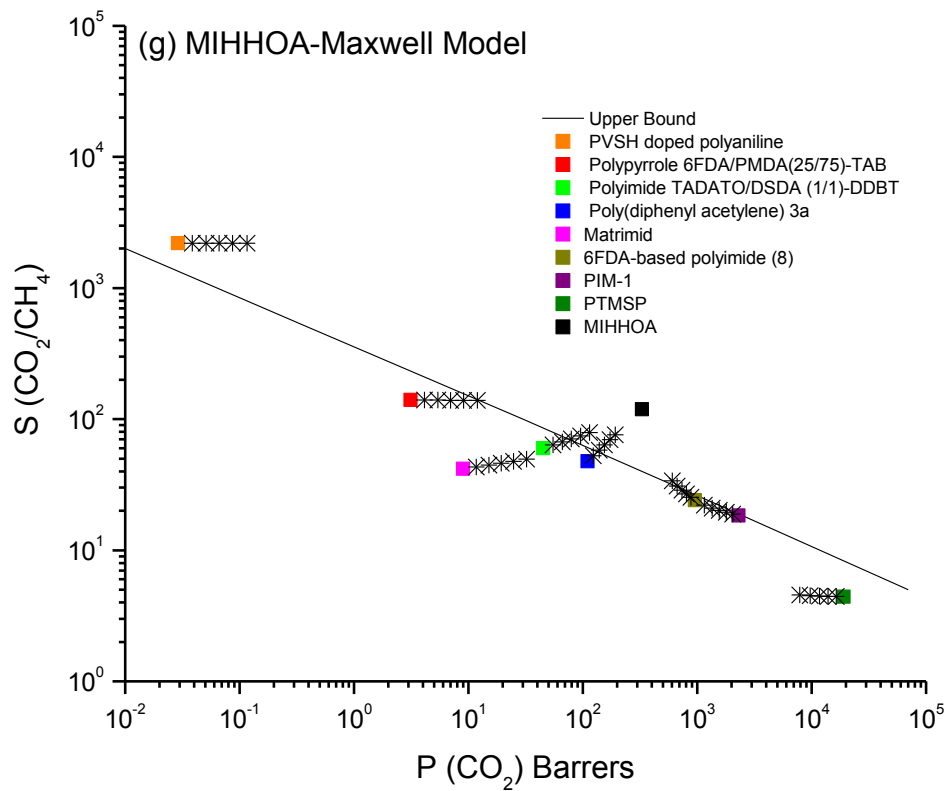 (g) MIHHOA-Maxwell Model
Upper Bound
PVSH doped polyaniline
Polypyrrole 6FDA/PMDA(25/75)-TAB
Polyimide TADATO/DSDA (1/1)-DDBT
Poly(diphenyl acetylene) 3a
Matrimid
6FDA-based polyimide (8)
PIM-1
PTMSP
MIHHOA
S (CO₂/CH₄)
10⁵
10⁴
10³
10²
10¹
10⁰
10⁻² 10⁻¹ 10⁰ 10¹ 10² 10³ 10⁴ 10⁵
P (CO₂) Barrers